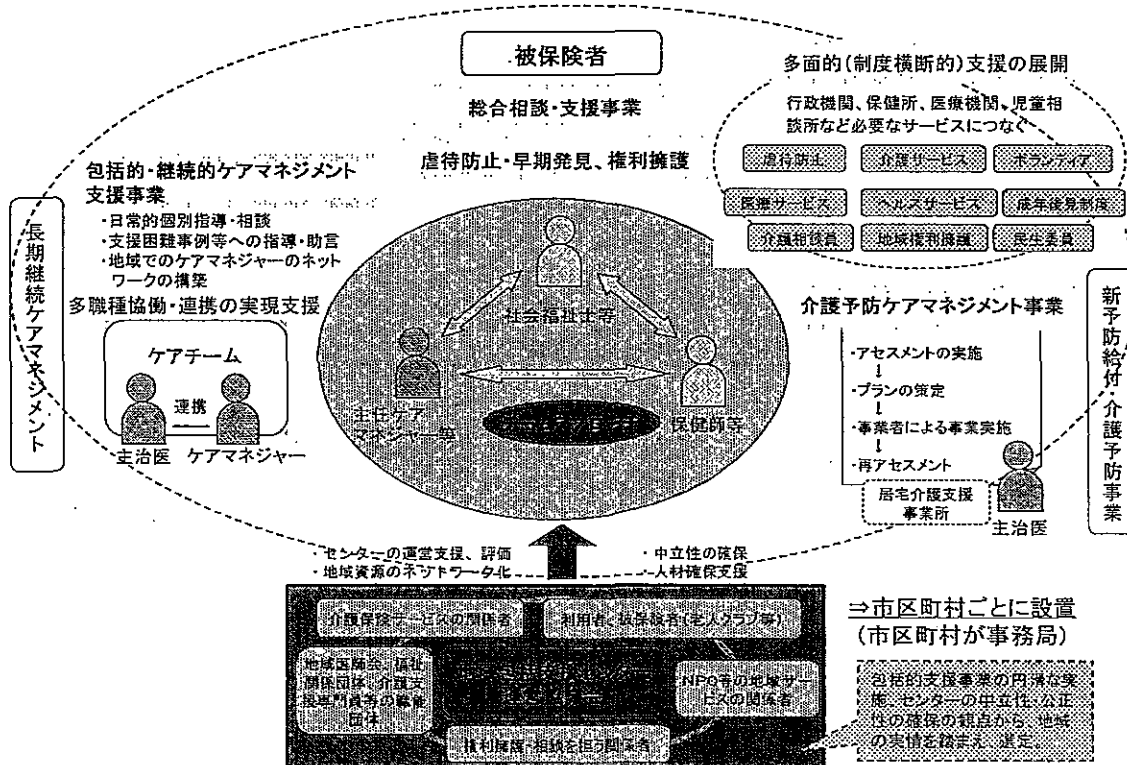 被保険者
総合相談・支援事業
虐待防止・早期発見、権利擁護
多面的(制度横断的)支援の展開
行政機関、保健所、医療機関、児童相
談所など必要なサービスにつなぐ
虐待防止
介護サービス
ボランティア
医療サービス
ヘルスサービス
成年後見制度
介護相談員
地域権利擁護
民生委員
包括的・継続的ケアマネジメント
支援事業
・日常的個別指導・相談
・支援困難事例等への指導・助言
・地域でのケアマネジャーのネット
ワークの構築
多職種協働・連携の実現支援
ケアチーム
連携
主治医
ケアマネジャー
長期継続ケアマネジメント
社会福祉士等
主任ケア
マネジャー等
保健師等
介護予防ケアマネジメント事業
・アセスメントの実施
↓
・プランの策定
↓
・事業者による事業実施
↓
・再アセスメント
居宅介護支援
事業所
主治医
新予防給付・介護予防事業
・センターの運営支援、評価
・地域資源のネットワーク化
・中立性の確保
・人材確保支援
介護保険サービスの関係者
利用者、被保険者(老人クラブ等)
地域医師会、福祉
関係団体、介護支
援専門員等の職能
団体
NPO等の地域サー
ビスの関係者
権利擁護・相談を担う関係者
⇒市区町村ごとに設置
(市区町村が事務局)
包括的支援事業の円滑な実
施、センターの中立性・公正
性の確保の観点から、地域
の実情を踏まえ、選定